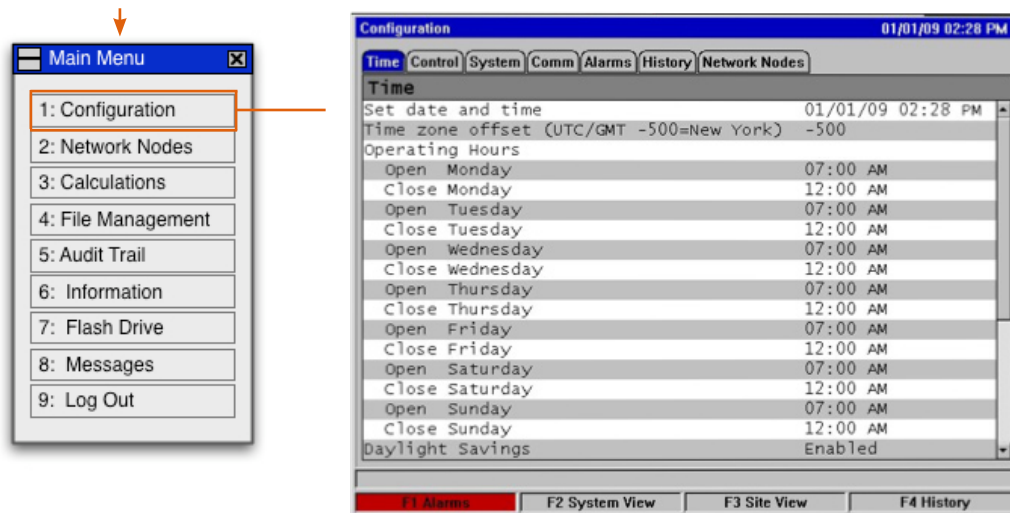 Main Menu
1: Configuration
2: Network Nodes
3: Calculations
4: File Management
5: Audit Trail
6: Information
7: Flash Drive
8: Messages
9: Log Out
Configuration 01/01/09 02:28 PM
Time Control System Comm Alarms History Network Nodes
Time
Set date and time 01/01/09 02:28 PM
Time zone offset (UTC/GMT -500=New York) -500
Operating Hours
Open Monday 07:00 AM
Close Monday 12:00 AM
Open Tuesday 07:00 AM
Close Tuesday 12:00 AM
Open Wednesday 07:00 AM
Close Wednesday 12:00 AM
Open Thursday 07:00 AM
Close Thursday 12:00 AM
Open Friday 07:00 AM
Close Friday 12:00 AM
Open Saturday 07:00 AM
Close Saturday 12:00 AM
Open Sunday 07:00 AM
Close Sunday 12:00 AM
Daylight Savings Enabled
F1 Alarms F2 System View F3 Site View F4 History